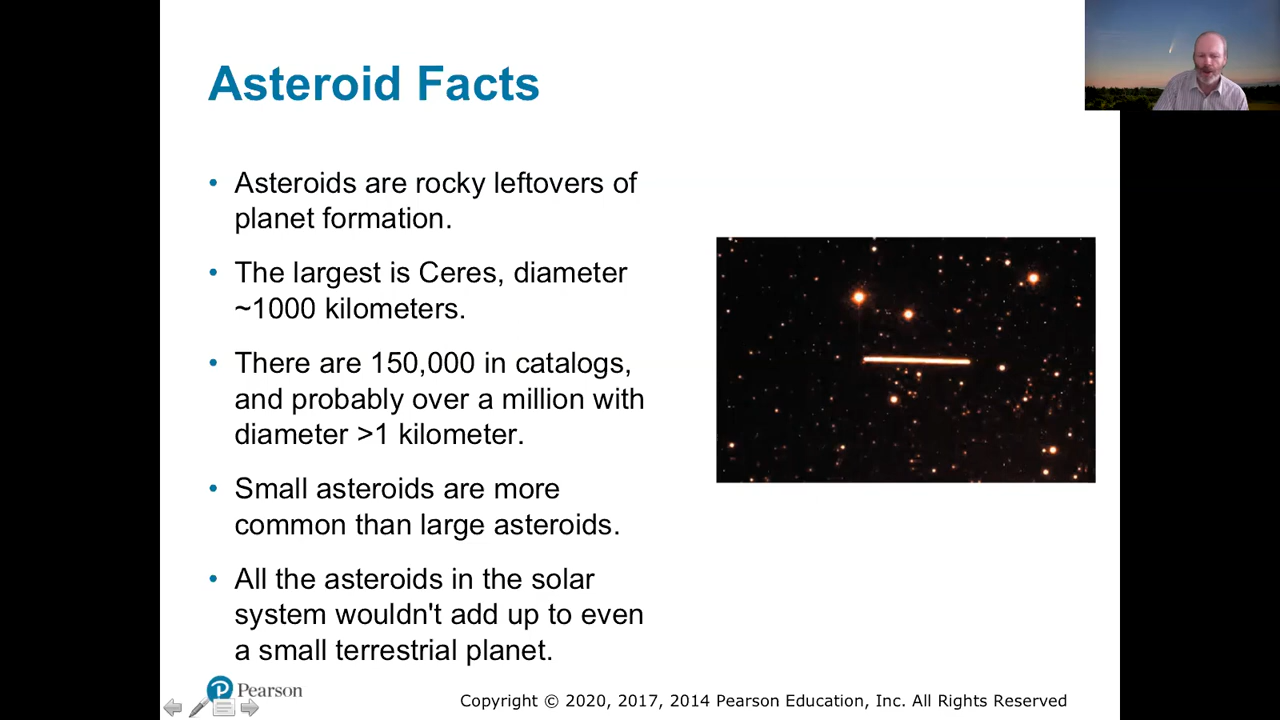 Asteroid Facts
• Asteroids are rocky leftovers of
planet formation.
• The largest is Ceres, diameter
~1000 kilometers.
• There are 150,000 in catalogs,
and probably over a million with
diameter >1 kilometer.
• Small asteroids are more
common than large asteroids.
• All the asteroids in the solar
system wouldn't add up to even
a small terrestrial planet.
P Pearson
Copyright © 2020, 2017, 2014 Pearson Education, Inc. All Rights Reserved